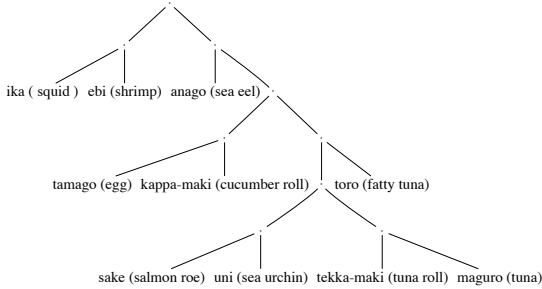 ika ( squid ) ebi (shrimp) anago (sea eel)
tamago (egg) kappa-maki (cucumber roll) toro (fatty tuna)
sake (salmon roe) uni (sea urchin) tekka-maki (tuna roll) maguro (tuna)